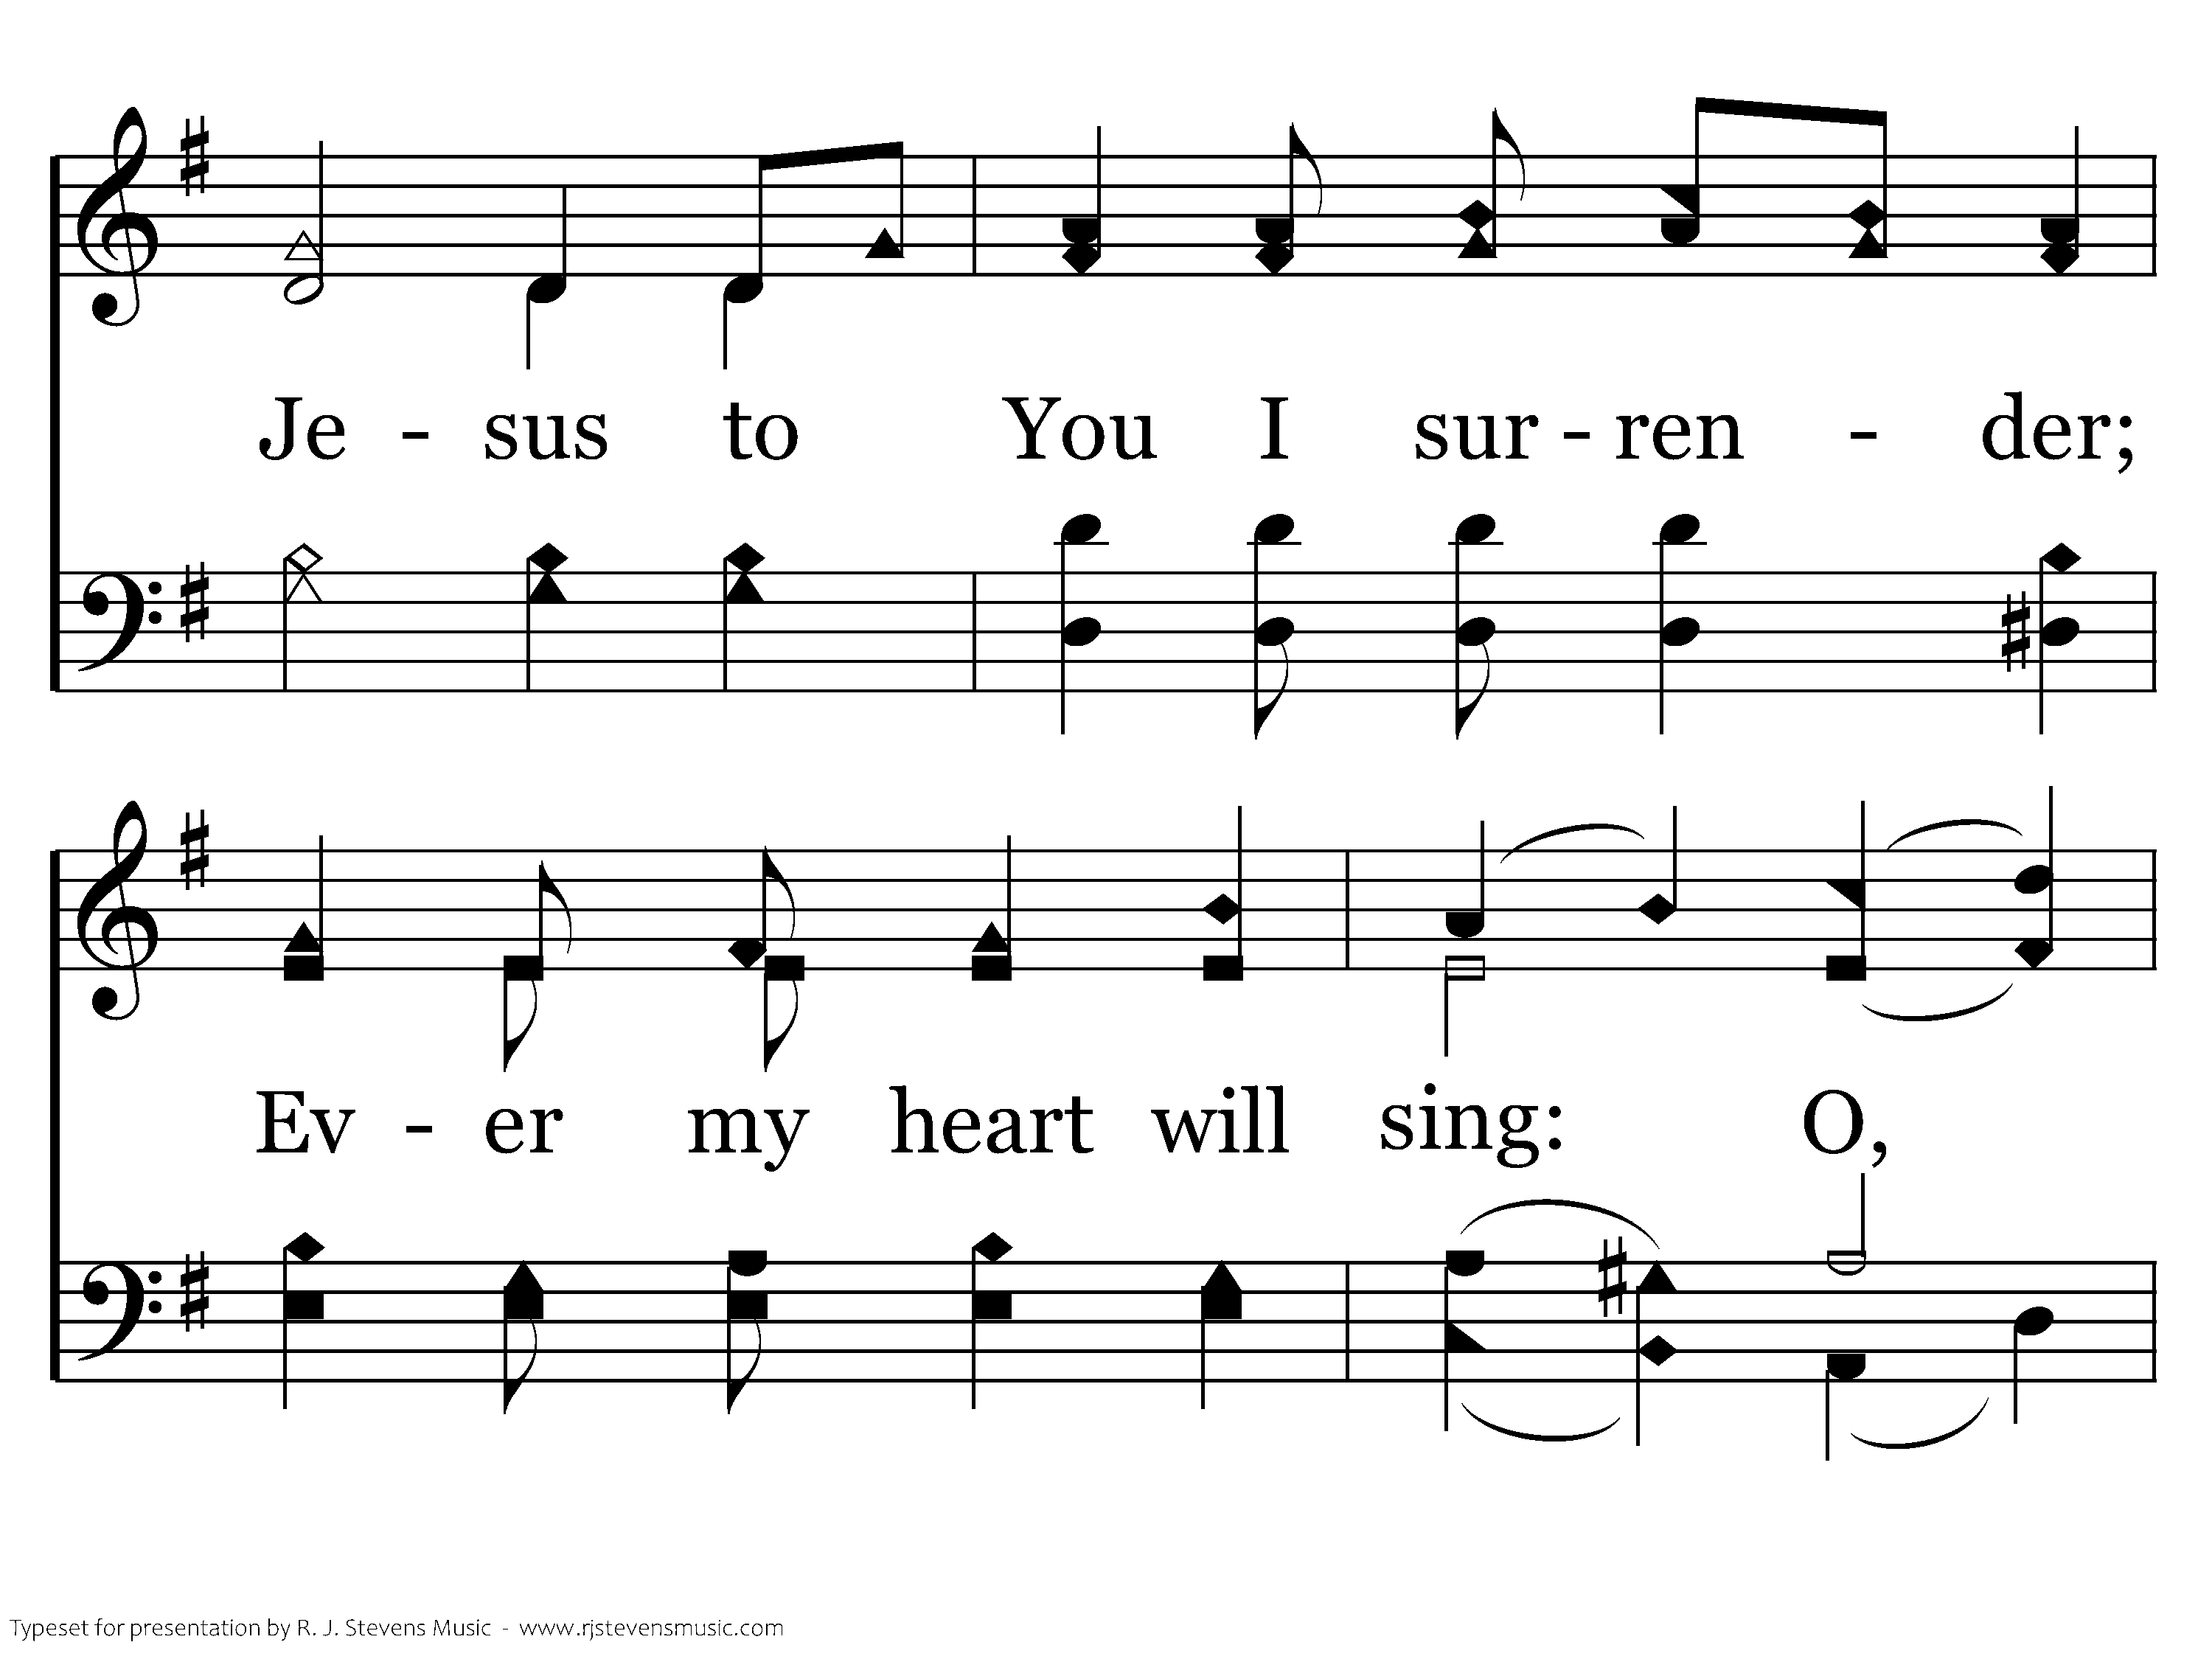 Je - sus to You I sur - ren - der;
Ev - er my heart will sing: O,
Typeset for presentation by R. J. Stevens Music - www.rjstevensmusic.com